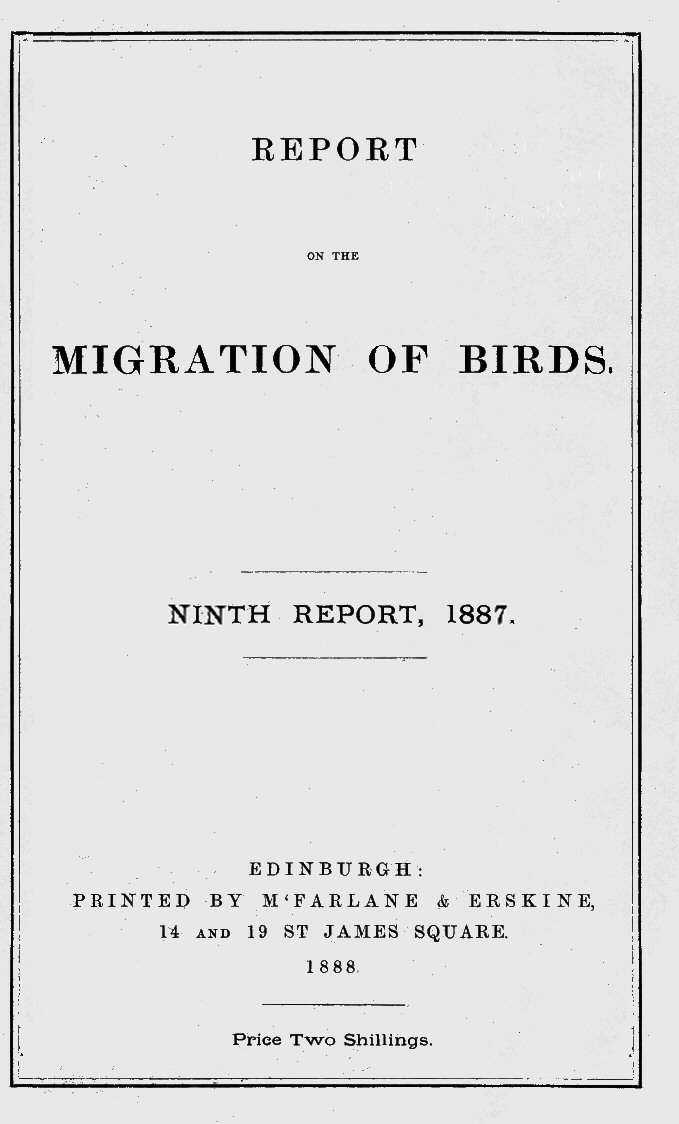 REPORT
ON THE
MIGRATION OF BIRDS.
NINTH REPORT, 1887.
EDINBURGH:
PRINTED BY M‘FARLANE & ERSKINE,
14 AND 19 ST JAMES SQUARE.
1888.
Price Two Shillings.